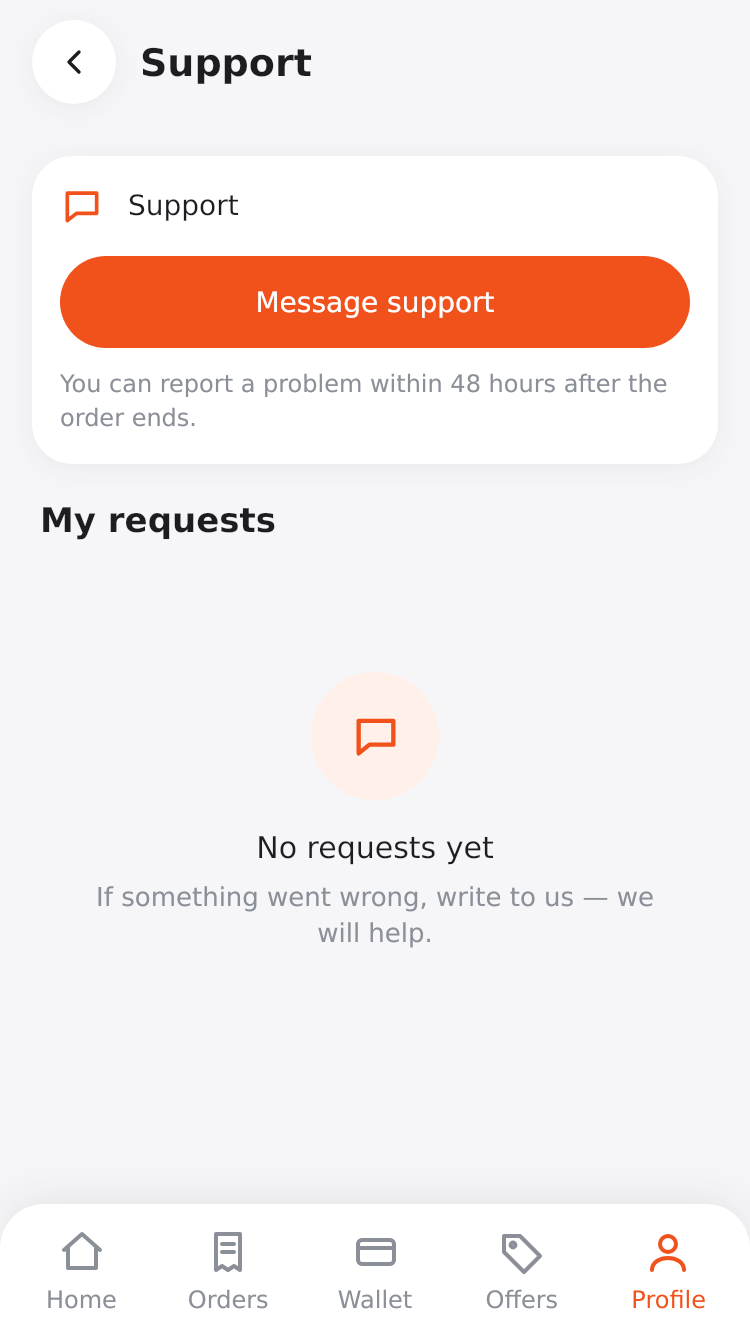 Support
Support
Message support
You can report a problem within 48 hours after the
order ends.
My requests
No requests yet
If something went wrong, write to us — we
will help.
Home
Orders
Wallet
Offers
Profile